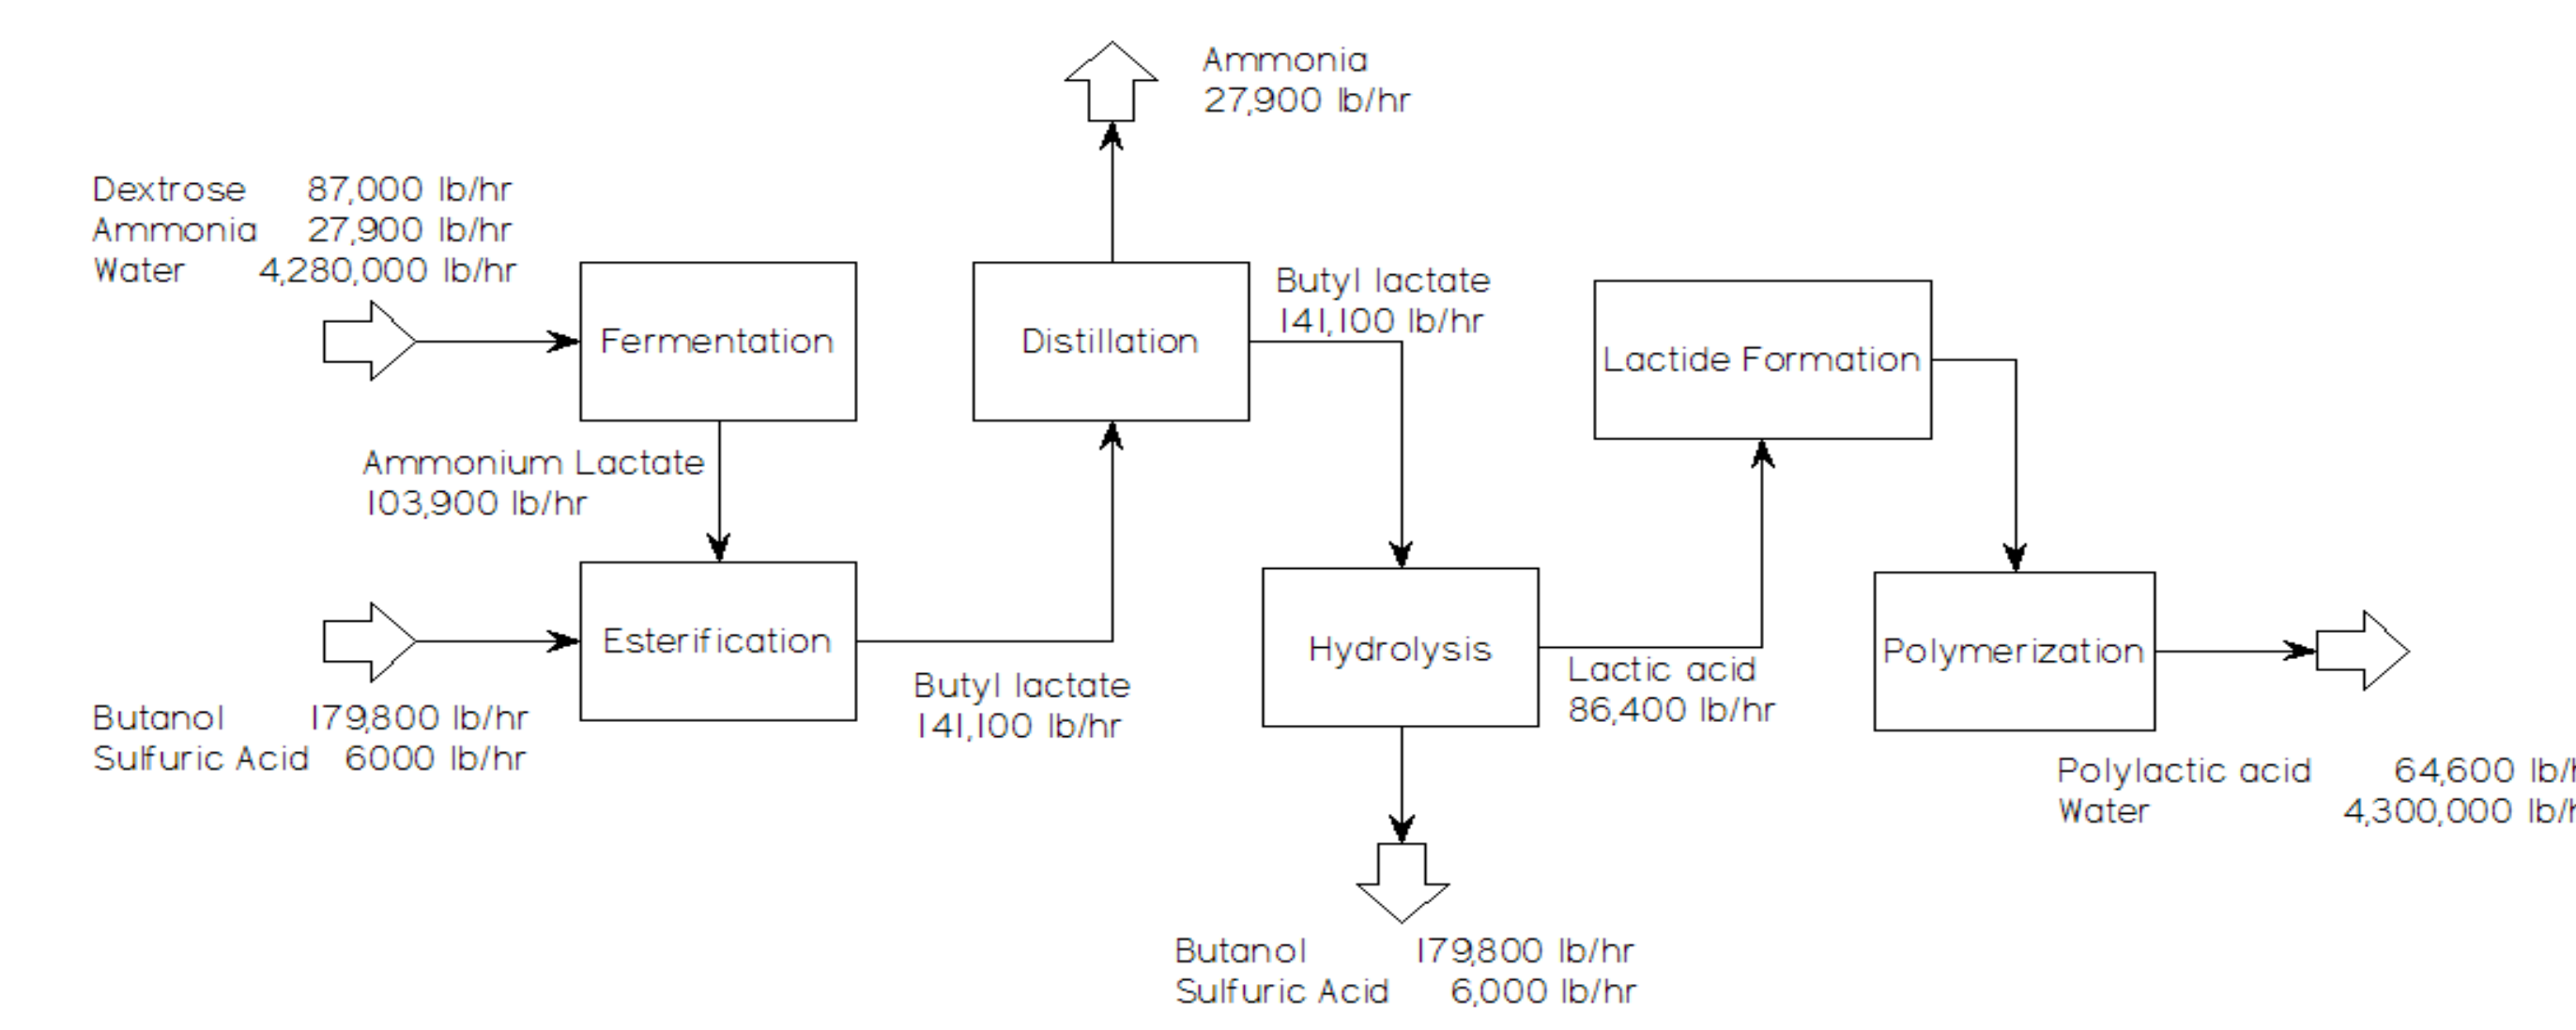 Ammonia
27,900 lb/hr
Dextrose 87,000 lb/hr
Ammonia 27,900 lb/hr
Water 4,280,000 lb/hr
Fermentation
Distillation
Butyl lactate
141,100 lb/hr
Lactide Formation
Ammonium Lactate
103,900 lb/hr
Esterification
Butyl lactate
141,100 lb/hr
Hydrolysis
Lactic acid
86,400 lb/hr
Polymerization
Butanol 179,800 lb/hr
Sulfuric Acid 6000 lb/hr
Polylactic acid 64,600 lb/h
Water 4,300,000 lb/h
Butanol 179,800 lb/hr
Sulfuric Acid 6,000 lb/hr